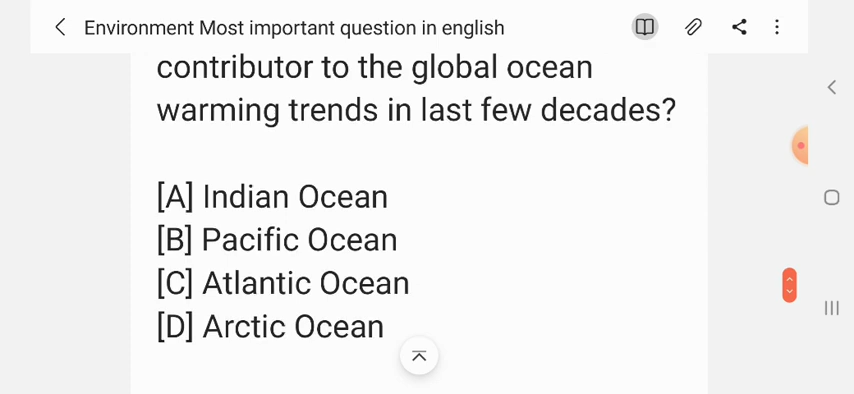 Environment Most important question in english
contributor to the global ocean
warming trends in last few decades?
[A] Indian Ocean
[B] Pacific Ocean
[C] Atlantic Ocean
[D] Arctic Ocean